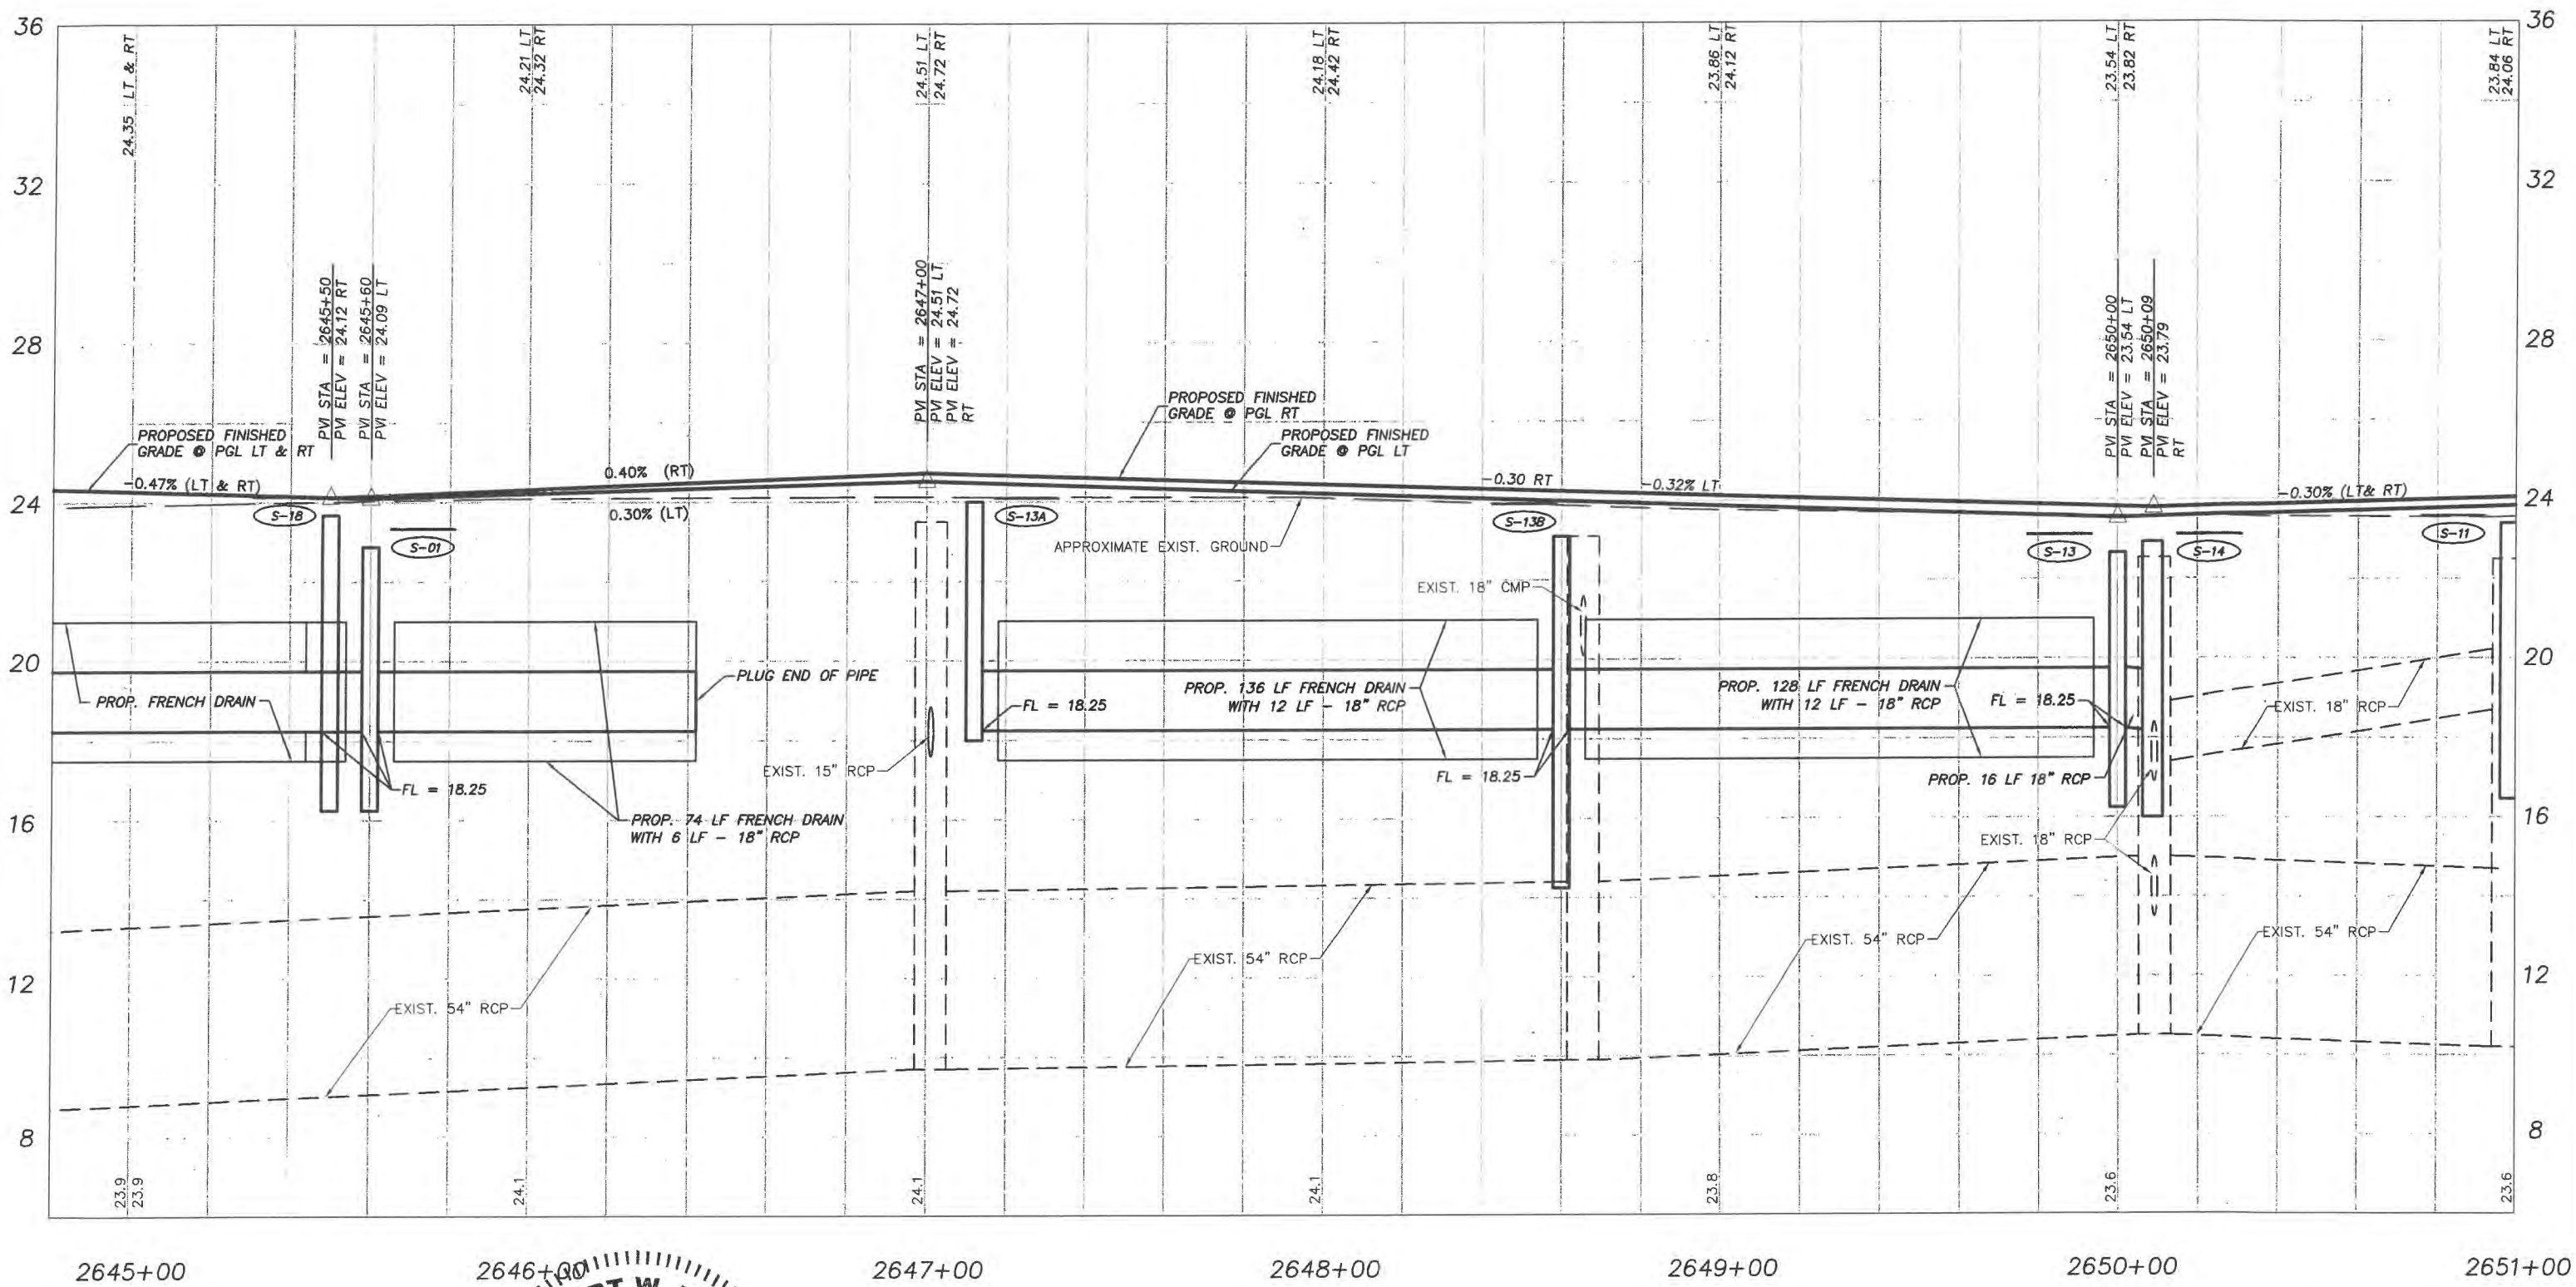 36
32
28
24
20
16
12
8
36
32
28
24
20
16
12
8
24.35 LT & RT
24.21 LT
24.32 RT
24.51 LT
24.72 RT
24.18 LT
24.42 RT
23.86 LT
24.12 RT
23.54 LT
23.82 RT
23.84 LT
24.06 RT
PVI STA = 2645+50
PVI ELEV = 24.12 RT
PVI STA = 2645+60
PVI ELEV = 24.09 LT
PVI STA = 2647+00
PVI ELEV = 24.51 LT
PVI ELEV = 24.72
RT
PVI STA = 2650+00
PVI ELEV = 23.54 LT
PVI STA = 2650+09
PVI ELEV = 23.79
RT
PROPOSED FINISHED
GRADE @ PGL LT & RT
-0.47% (LT & RT)
0.40% (RT)
0.30% (LT)
PROPOSED FINISHED
GRADE @ PGL RT
PROPOSED FINISHED
GRADE @ PGL LT
-0.30 RT
-0.32% LT
-0.30% (LT& RT)
S-18
S-01
S-13A
S-13B
S-13
S-14
S-11
APPROXIMATE EXIST. GROUND
EXIST. 18" CMP
PROP. FRENCH DRAIN
FL = 18.25
PLUG END OF PIPE
PROP. 74 LF FRENCH DRAIN
WITH 6 LF - 18" RCP
EXIST. 15" RCP
FL = 18.25
PROP. 136 LF FRENCH DRAIN
WITH 12 LF - 18" RCP
FL = 18.25
PROP. 128 LF FRENCH DRAIN
WITH 12 LF - 18" RCP
FL = 18.25
PROP. 16 LF 18" RCP
EXIST. 18" RCP
EXIST. 18" RCP
EXIST. 54" RCP
EXIST. 54" RCP
EXIST. 54" RCP
EXIST. 54" RCP
23.9
23.9
24.1
24.1
24.1
23.8
23.6
23.6
2645+00
2646+00
2647+00
2648+00
2649+00
2650+00
2651+00